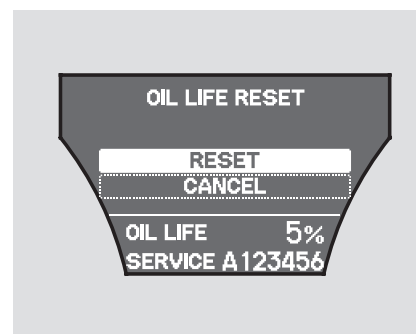 OIL LIFE RESET
RESET
CANCEL
OIL LIFE 5%
SERVICE A123456